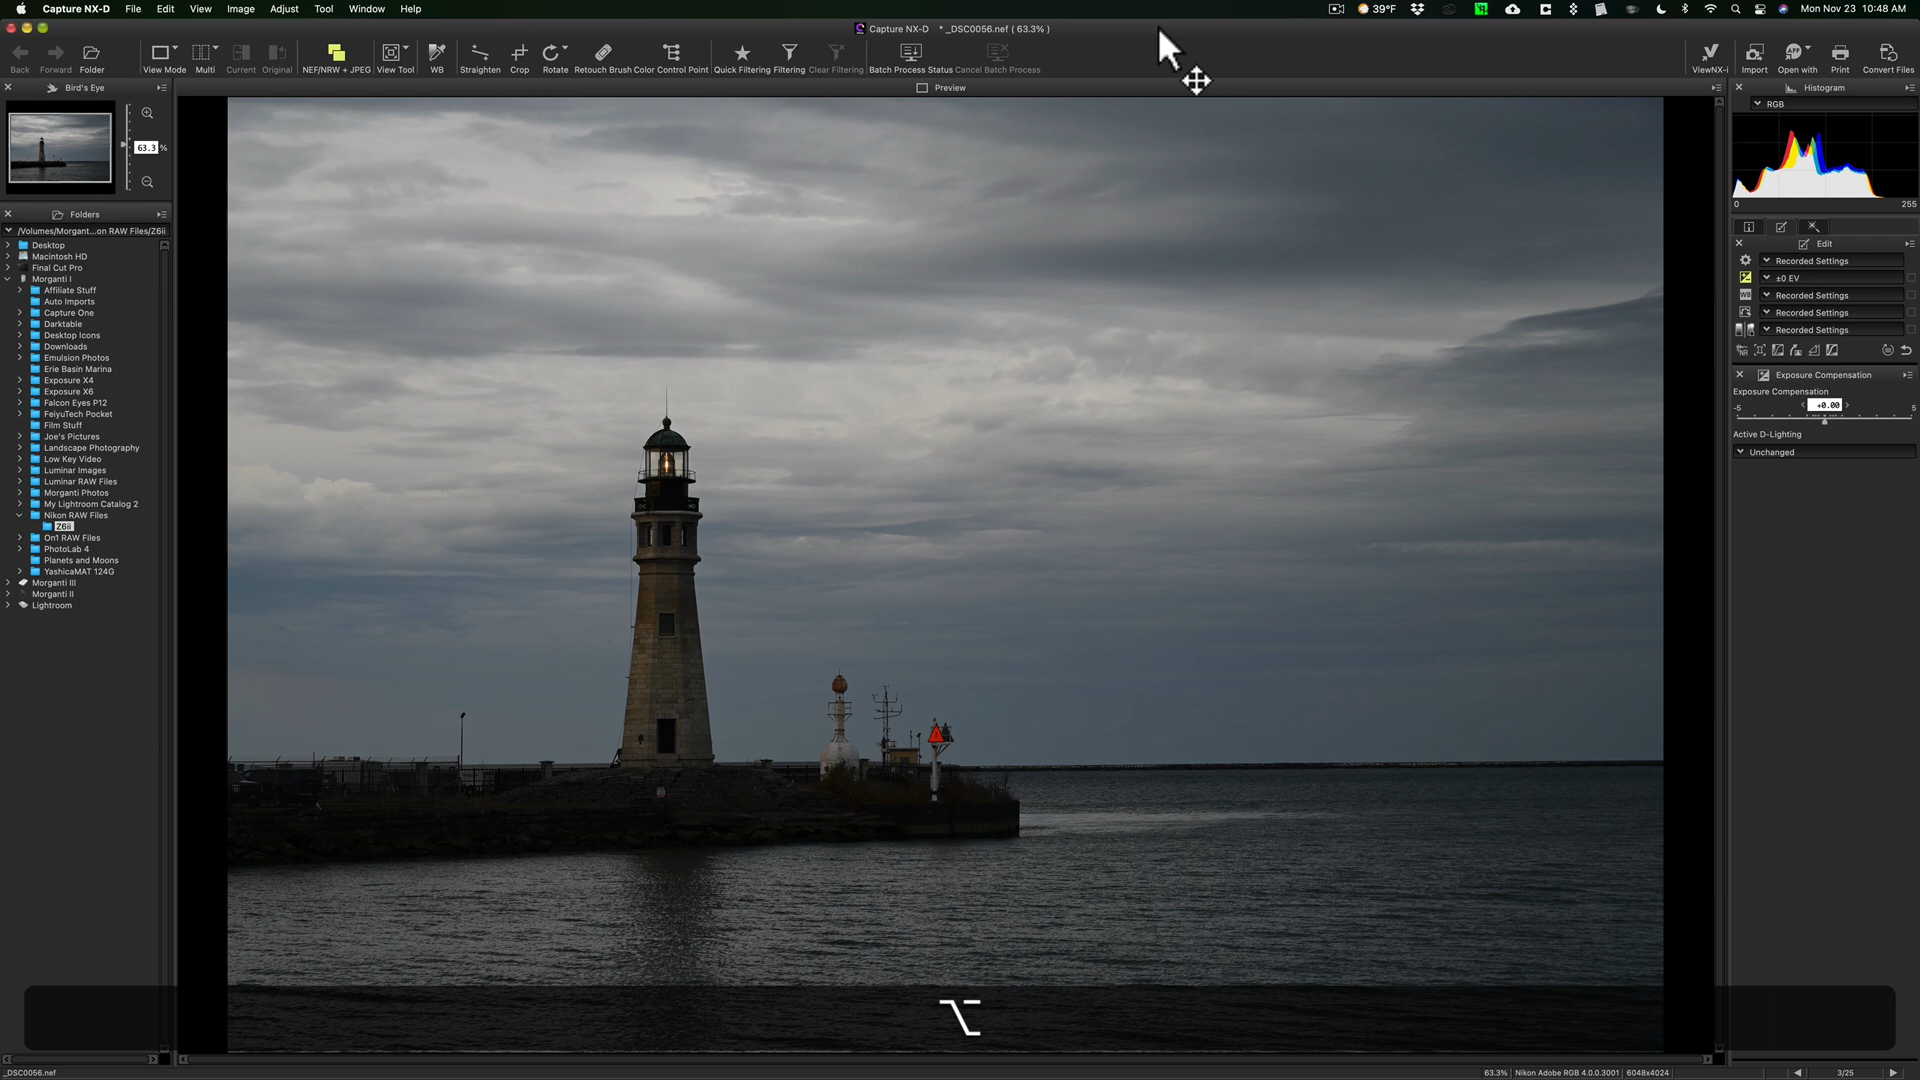 Capture NX-D File Edit View Image Adjust Tool Window Help 39°F Mon Nov 23 10:48 AM
Capture NX-D * _DSC0056.nef ( 63.3% )
Back Forward Folder View Mode Multi Current Original NEF/NRW + JPEG View Tool WB Straighten Crop Rotate Retouch Brush Color Control Point Quick Filtering Filtering Clear Filtering Batch Process Status Cancel Batch Process ViewNX-i Import Open with Print Convert Files
Bird's Eye
63.3 %
Folders
/Volumes/Morgant...on RAW Files/Z6ii
Desktop
Macintosh HD
Final Cut Pro
Morganti I
Affiliate Stuff
Auto Imports
Capture One
Darktable
Desktop Icons
Downloads
Emulsion Photos
Erie Basin Marina
Exposure X4
Exposure X6
Falcon Eyes P12
FeiyuTech Pocket
Film Stuff
Joe's Pictures
Landscape Photography
Low Key Video
Luminar Images
Luminar RAW Files
Morganti Photos
My Lightroom Catalog 2
Nikon RAW Files
Z6ii
On1 RAW Files
PhotoLab 4
Planets and Moons
YashicaMAT 124G
Morganti III
Morganti II
Lightroom
Preview
Histogram
RGB
0 255
Edit
Recorded Settings
±0 EV
WB Recorded Settings
Recorded Settings
Recorded Settings
NR
Exposure Compensation
Exposure Compensation
-5 +0.00 5
Active D-Lighting
Unchanged
⌥
_DSC0056.nef 63.3% Nikon Adobe RGB 4.0.0.3001 6048x4024 3/25